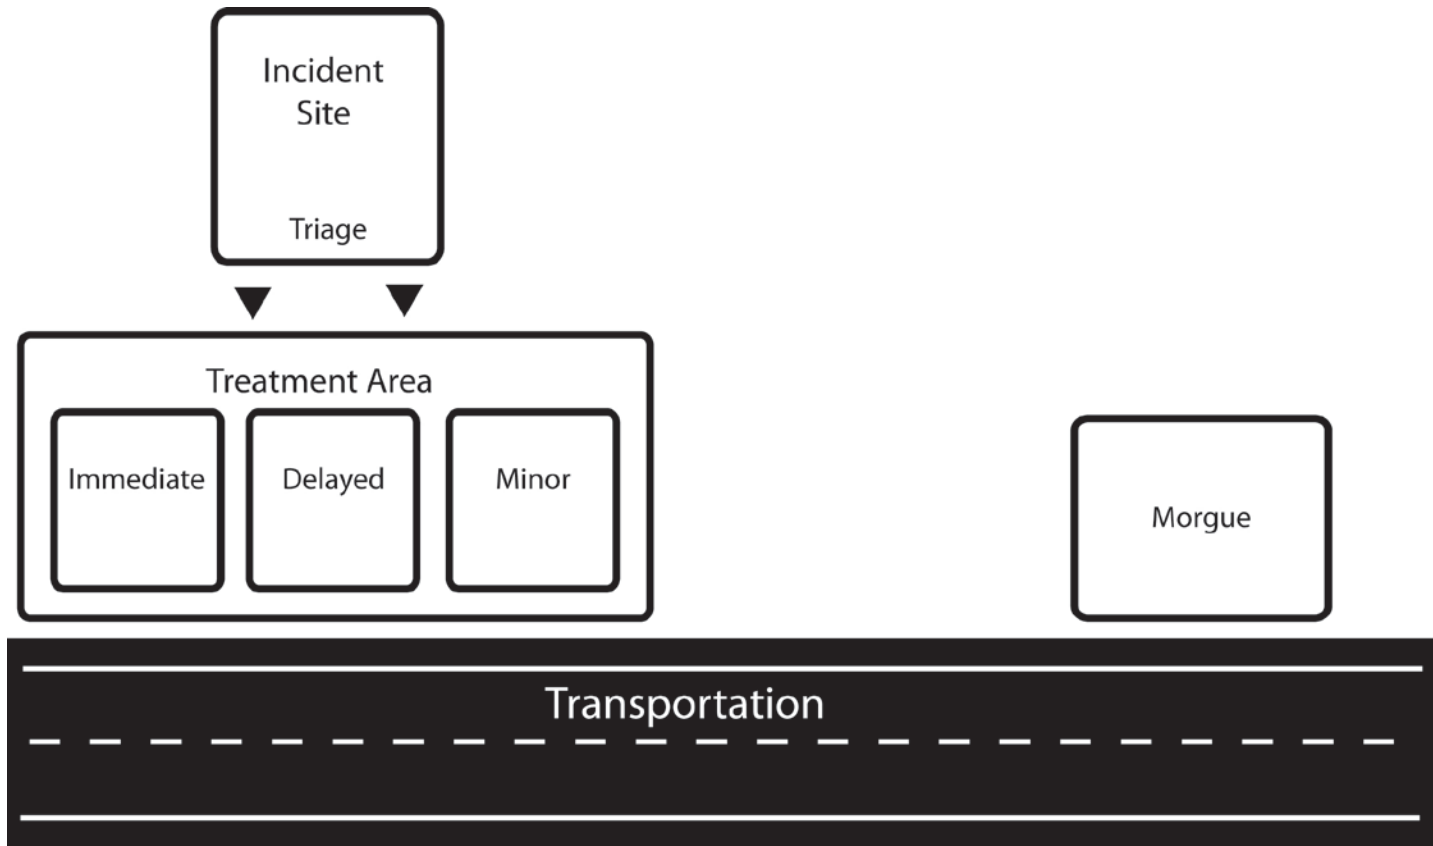 Incident
Site
Triage
Treatment Area
Immediate
Delayed
Minor
Morgue
Transportation